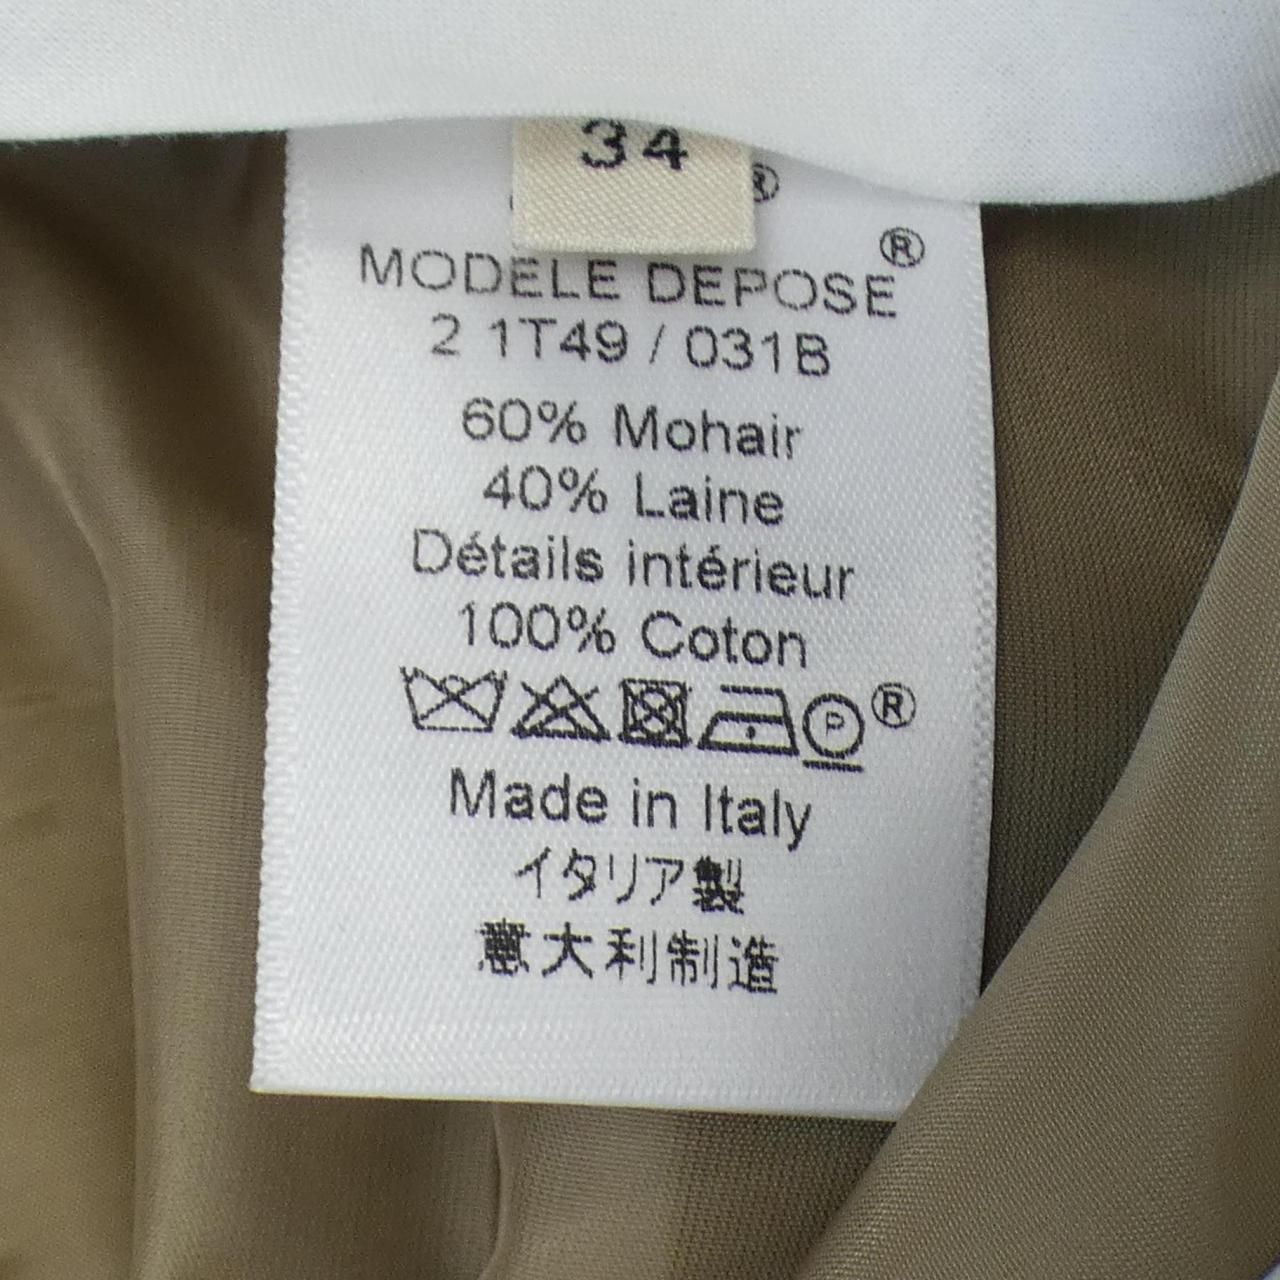 34
®
MODELE DEPOSE®
2 1T49 / 031B
60% Mohair
40% Laine
Détails intérieur
100% Coton
P ®
Made in Italy
イタリア製
意大利制造